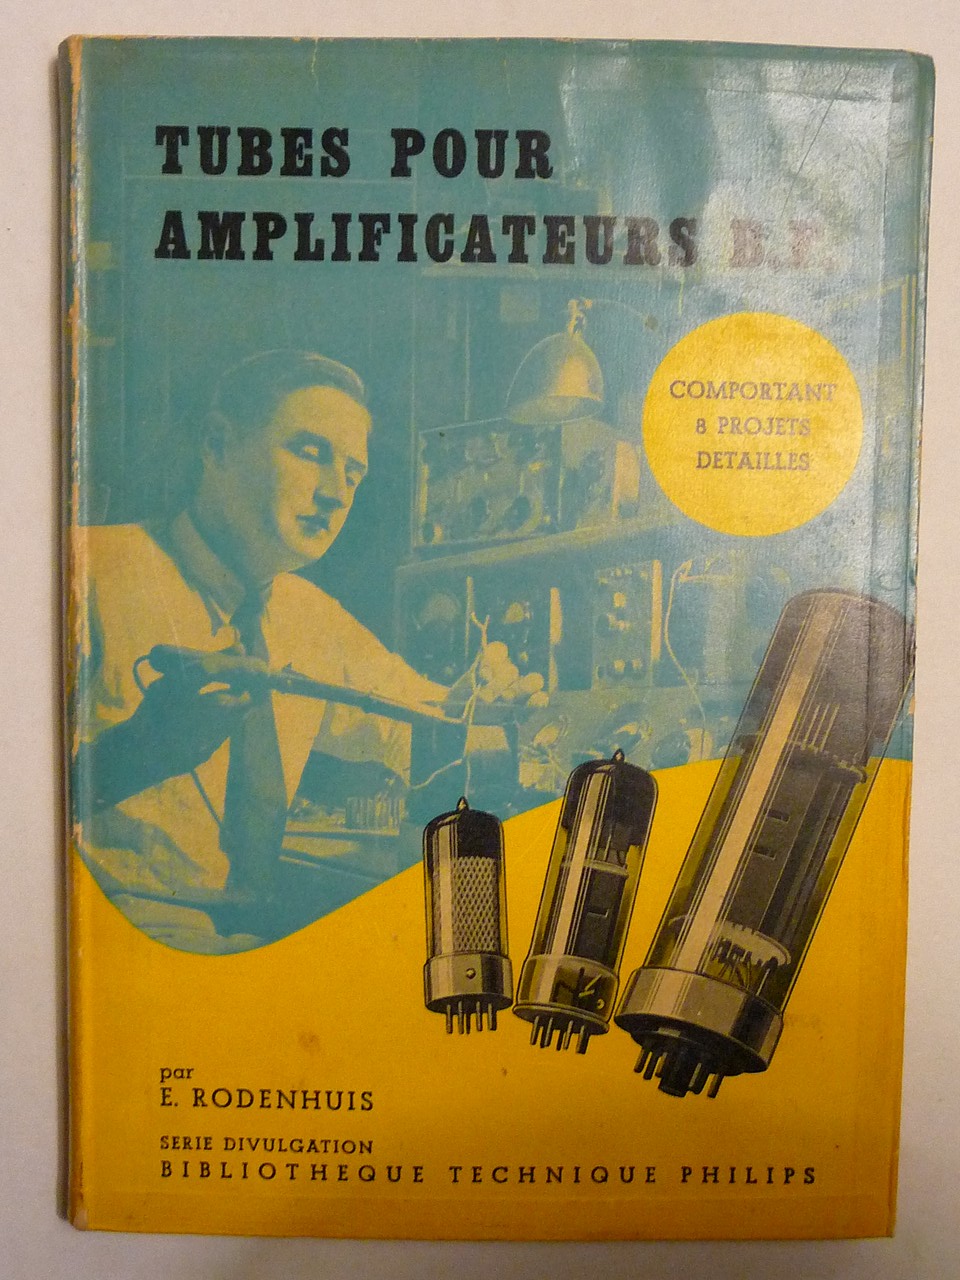 TUBES POUR
AMPLIFICATEURS B.F.
COMPORTANT
8 PROJETS
DETAILLES
par
E. RODENHUIS
SERIE DIVULGATION
BIBLIOTHEQUE TECHNIQUE PHILIPS